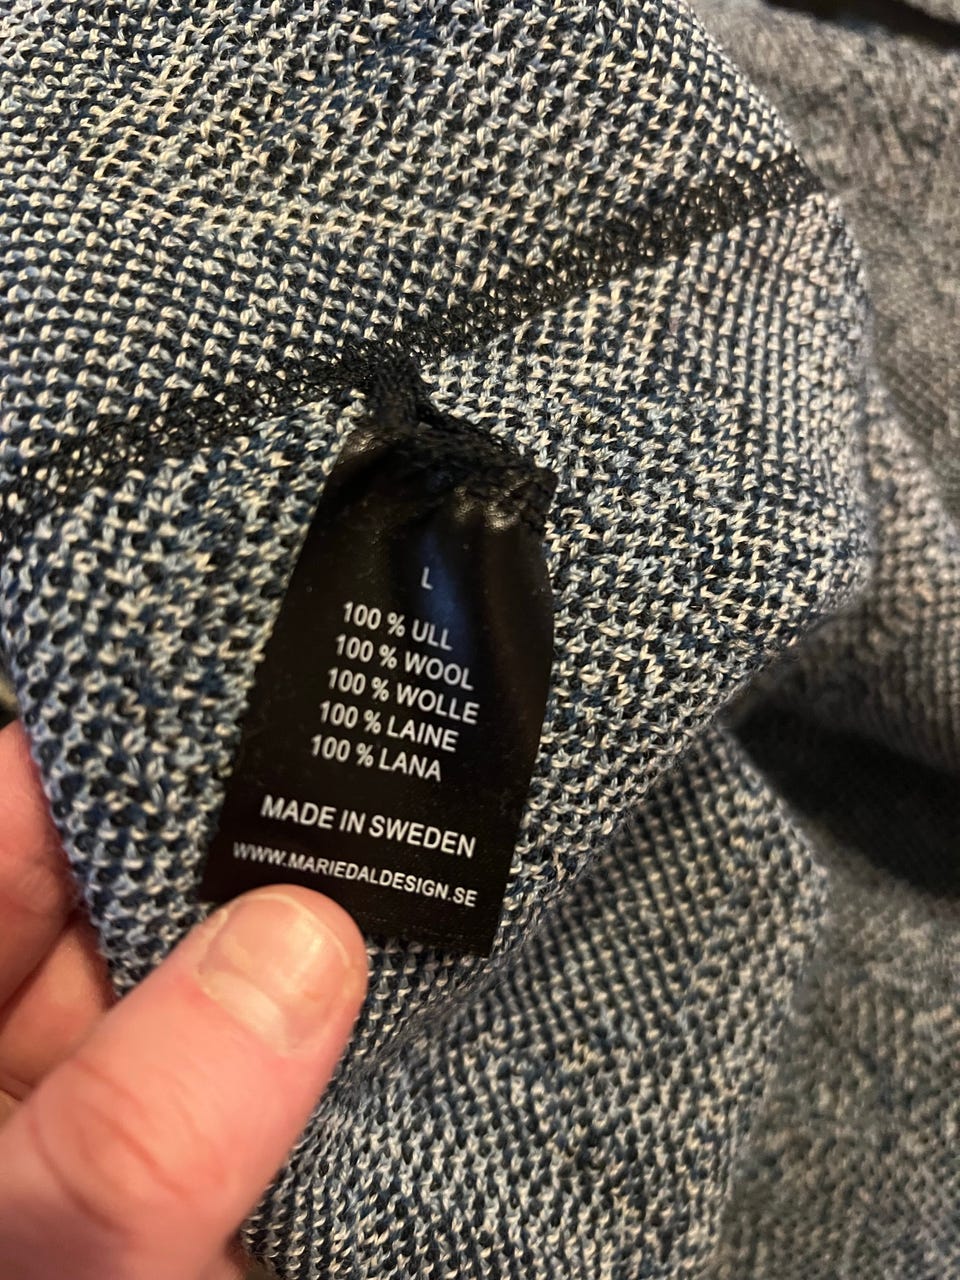 L
100 % ULL
100 % WOOL
100 % WOLLE
100 % LAINE
100 % LANA
MADE IN SWEDEN
WWW.MARIEDALDESIGN.SE